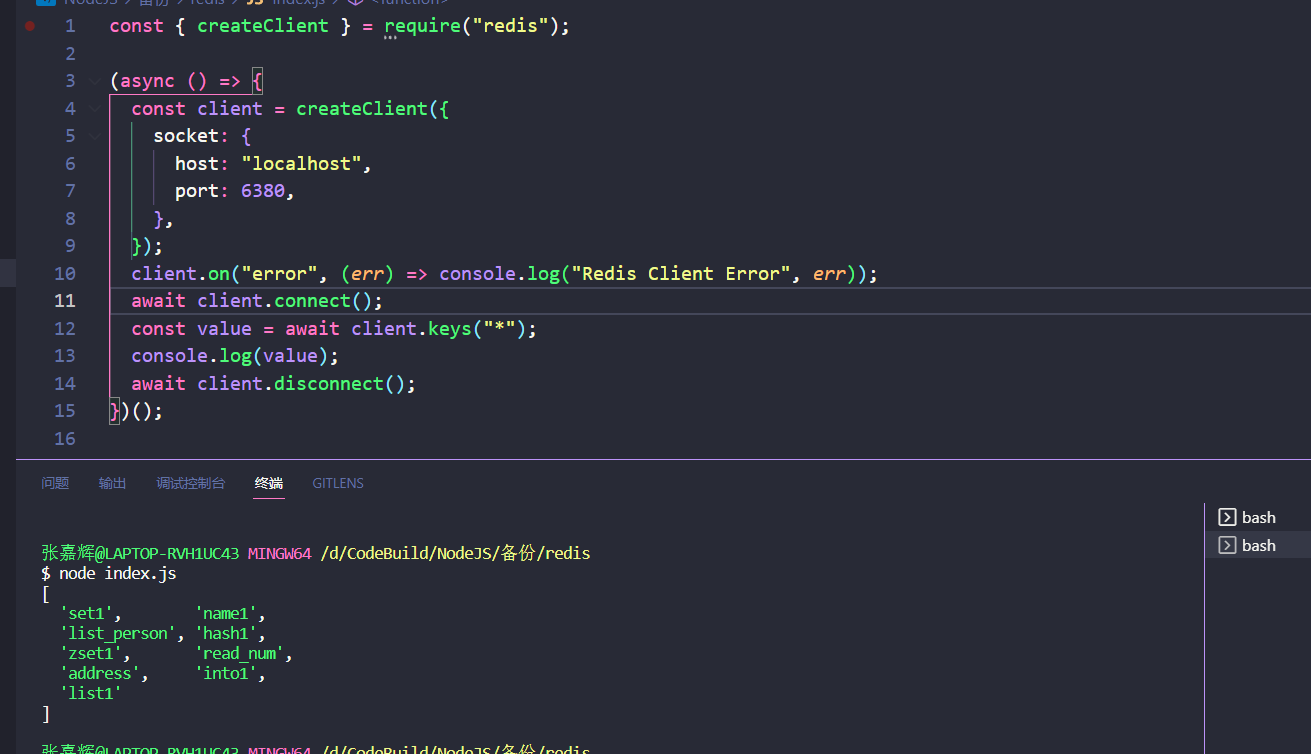 NodeJS > 备份 > redis > JS index.js > <function>
1 const { createClient } = require("redis");
2
3 (async () => {
4 const client = createClient({
5 socket: {
6 host: "localhost",
7 port: 6380,
8 },
9 });
10 client.on("error", (err) => console.log("Redis Client Error", err));
11 await client.connect();
12 const value = await client.keys("*");
13 console.log(value);
14 await client.disconnect();
15 })();
16
问题 输出 调试控制台 终端 GITLENS
bash
bash
张嘉辉@LAPTOP-RVH1UC43 MINGW64 /d/CodeBuild/NodeJS/备份/redis
$ node index.js
[
'set1', 'name1',
'list_person', 'hash1',
'zset1', 'read_num',
'address', 'into1',
'list1'
]
张嘉辉@LAPTOP-RVH1UC43 MINGW64 /d/CodeBuild/NodeJS/备份/redis